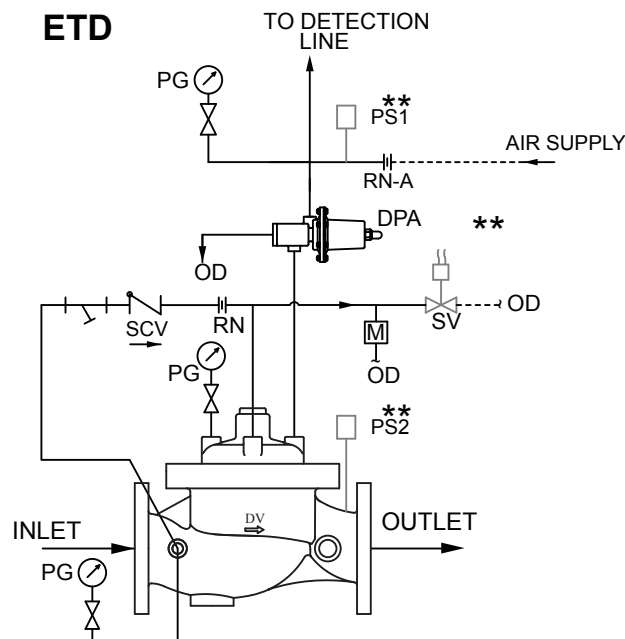 ETD
TO DETECTION
LINE
PG
**
PS1
AIR SUPPLY
RN-A
DPA
**
OD
SCV
RN
SV
OD
M
OD
PG
**
PS2
DV
INLET
OUTLET
PG